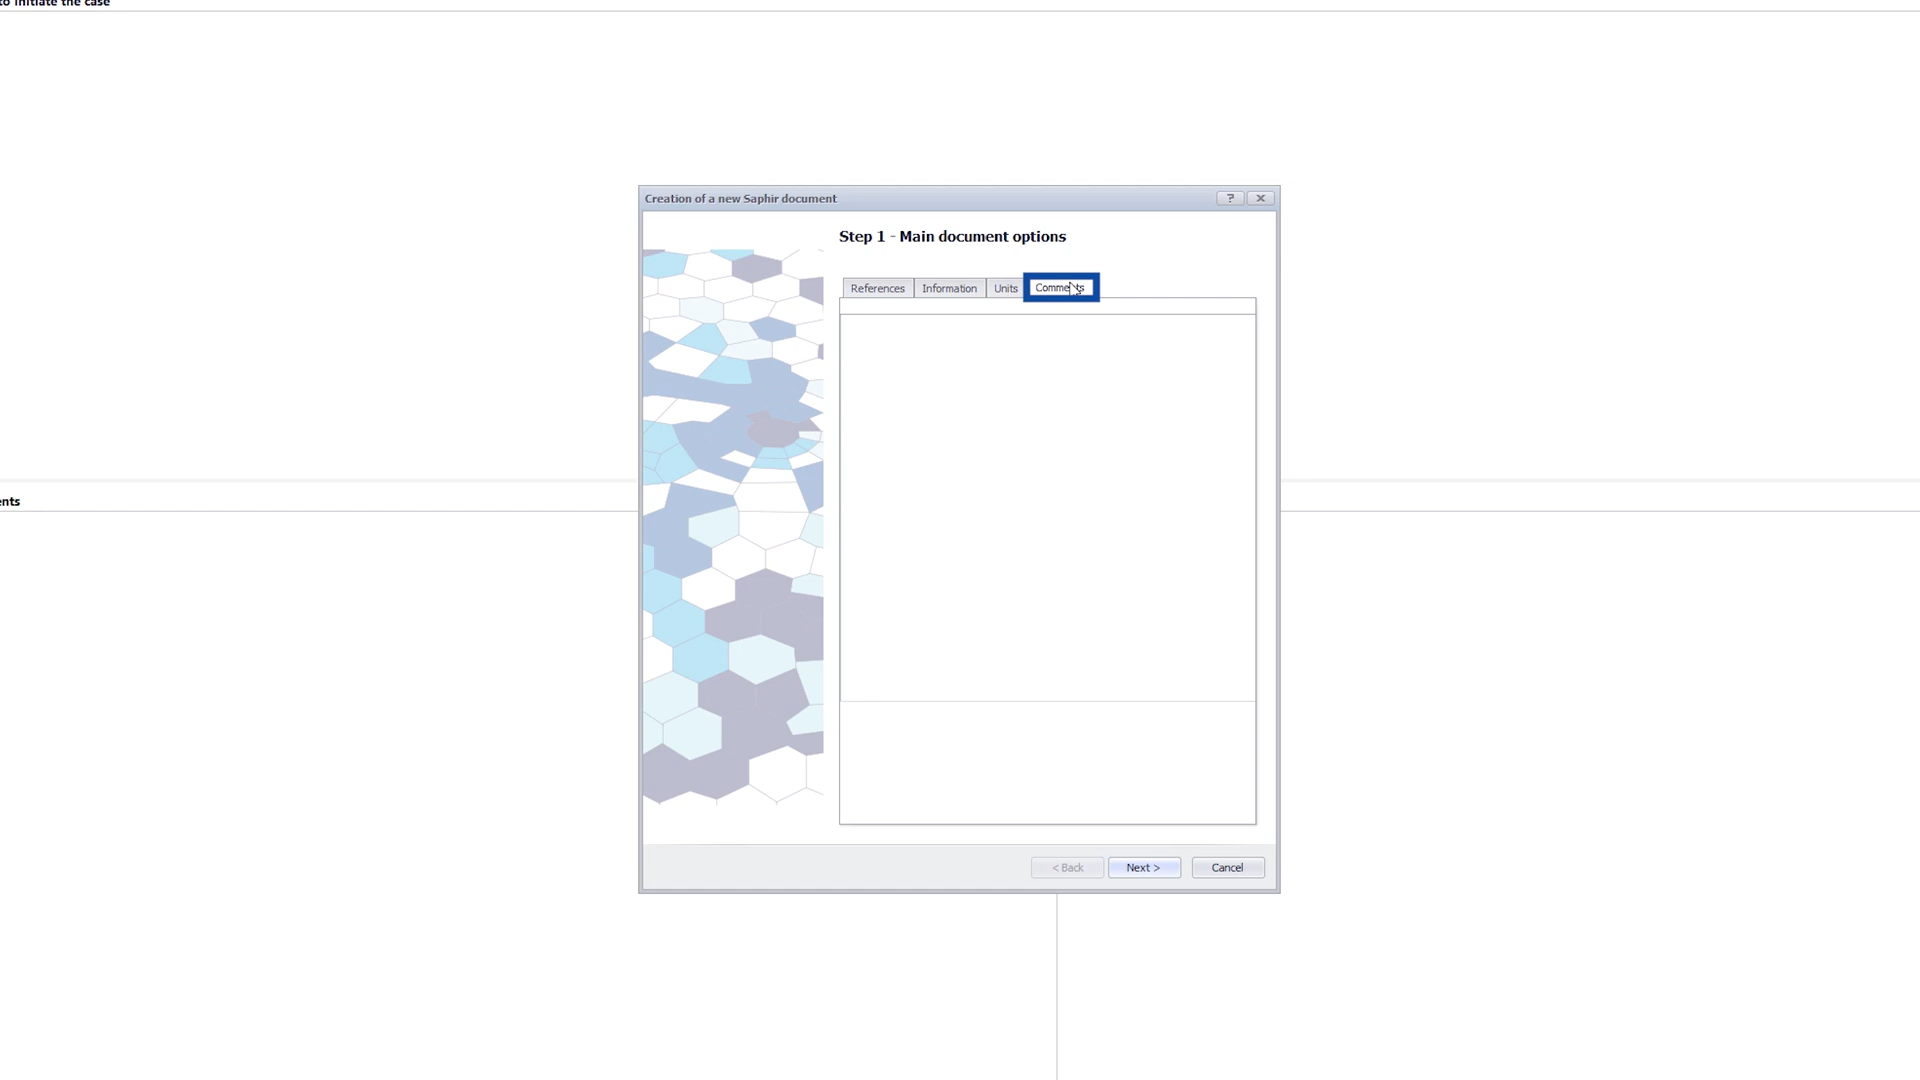 to initiate the case
Creation of a new Saphir document
?
Step 1 - Main document options
References Information Units Comments
ents
< Back Next > Cancel